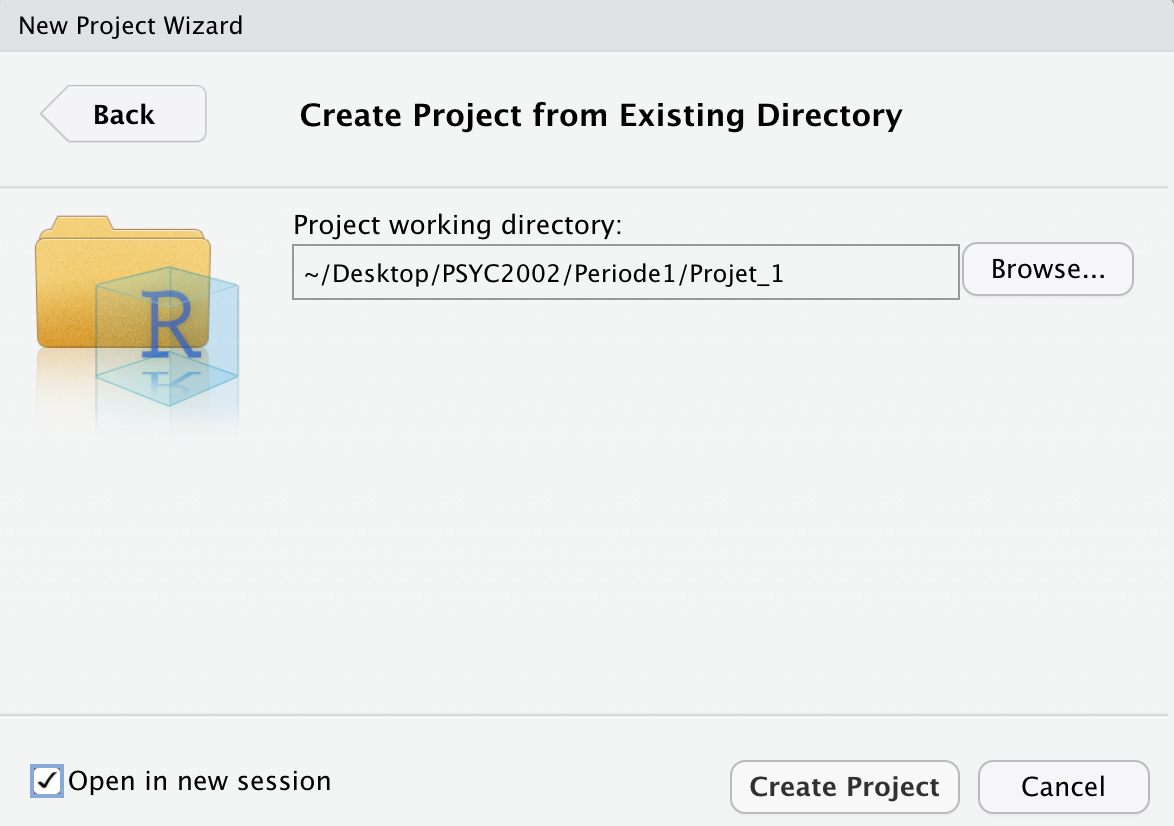 New Project Wizard
Back
Create Project from Existing Directory
Project working directory:
~/Desktop/PSYC2002/Periode1/Projet_1
Browse...
R
Open in new session
Create Project
Cancel